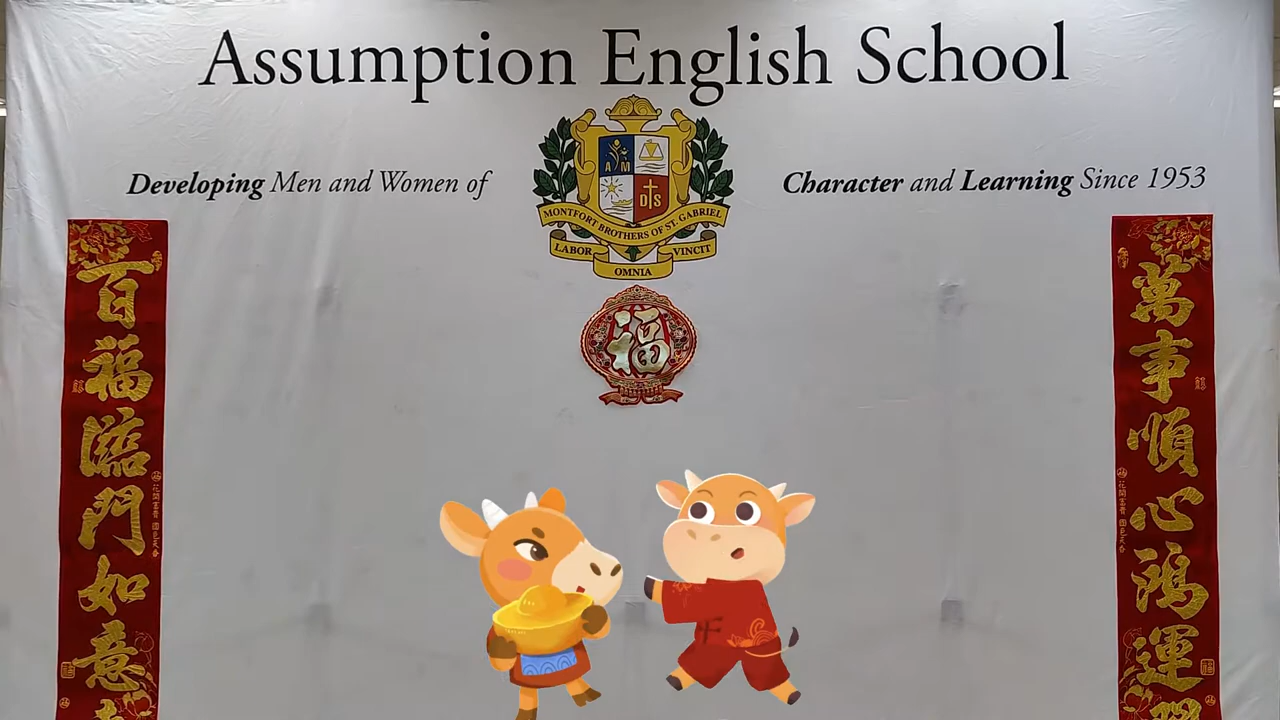 Assumption English School
Developing Men and Women of
Character and Learning Since 1953
A M
D S
MONTFORT BROTHERS OF ST. GABRIEL
LABOR OMNIA VINCIT
福
百福臨門如意
萬事順心鴻運